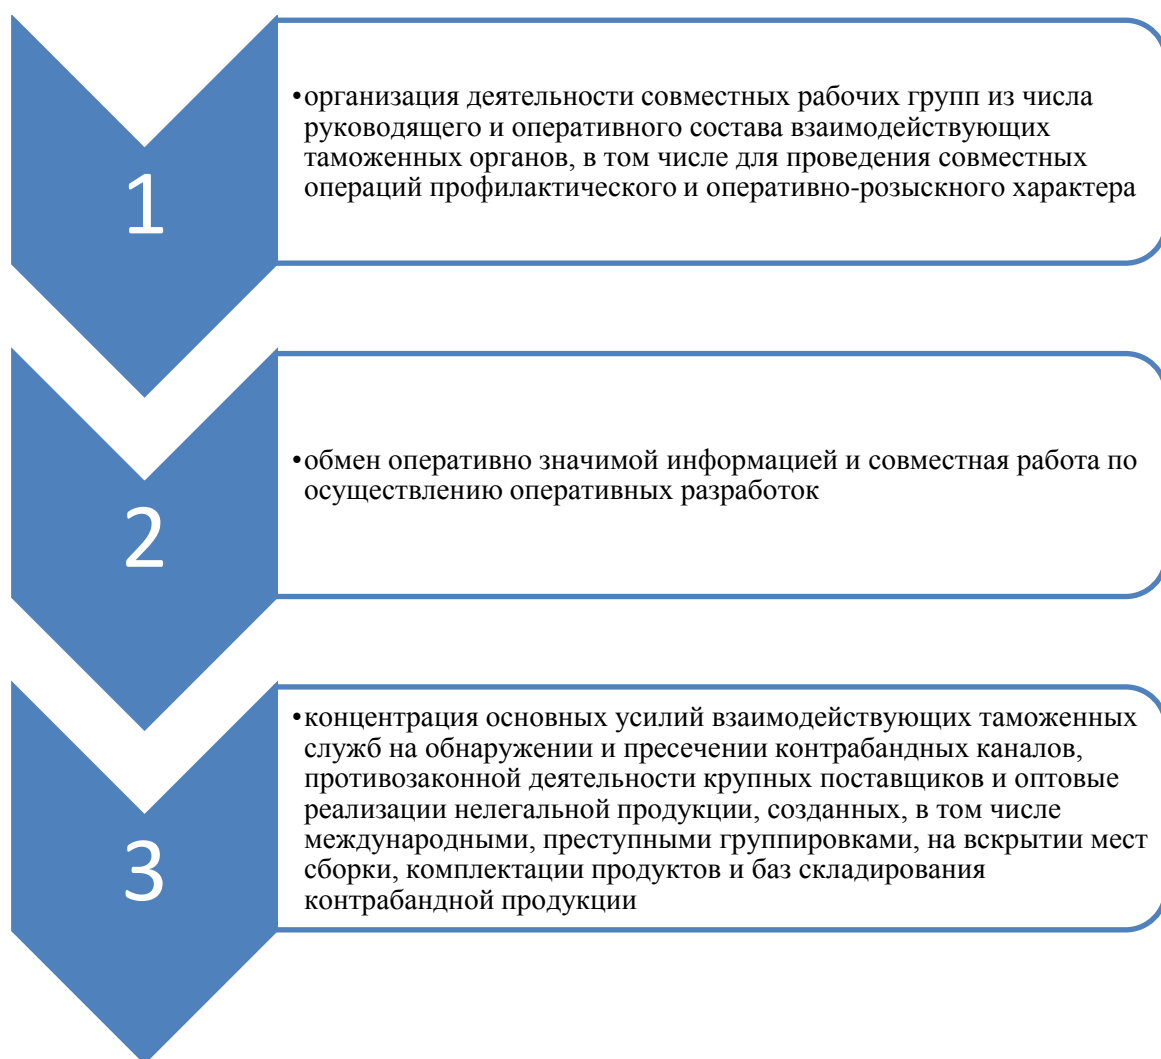 1
•организация деятельности совместных рабочих групп из числа
руководящего и оперативного состава взаимодействующих
таможенных органов, в том числе для проведения совместных
операций профилактического и оперативно-розыскного характера
2
•обмен оперативно значимой информацией и совместная работа по
осуществлению оперативных разработок
3
•концентрация основных усилий взаимодействующих таможенных
служб на обнаружении и пресечении контрабандных каналов,
противозаконной деятельности крупных поставщиков и оптовые
реализации нелегальной продукции, созданных, в том числе
международными, преступными группировками, на вскрытии мест
сборки, комплектации продуктов и баз складирования
контрабандной продукции